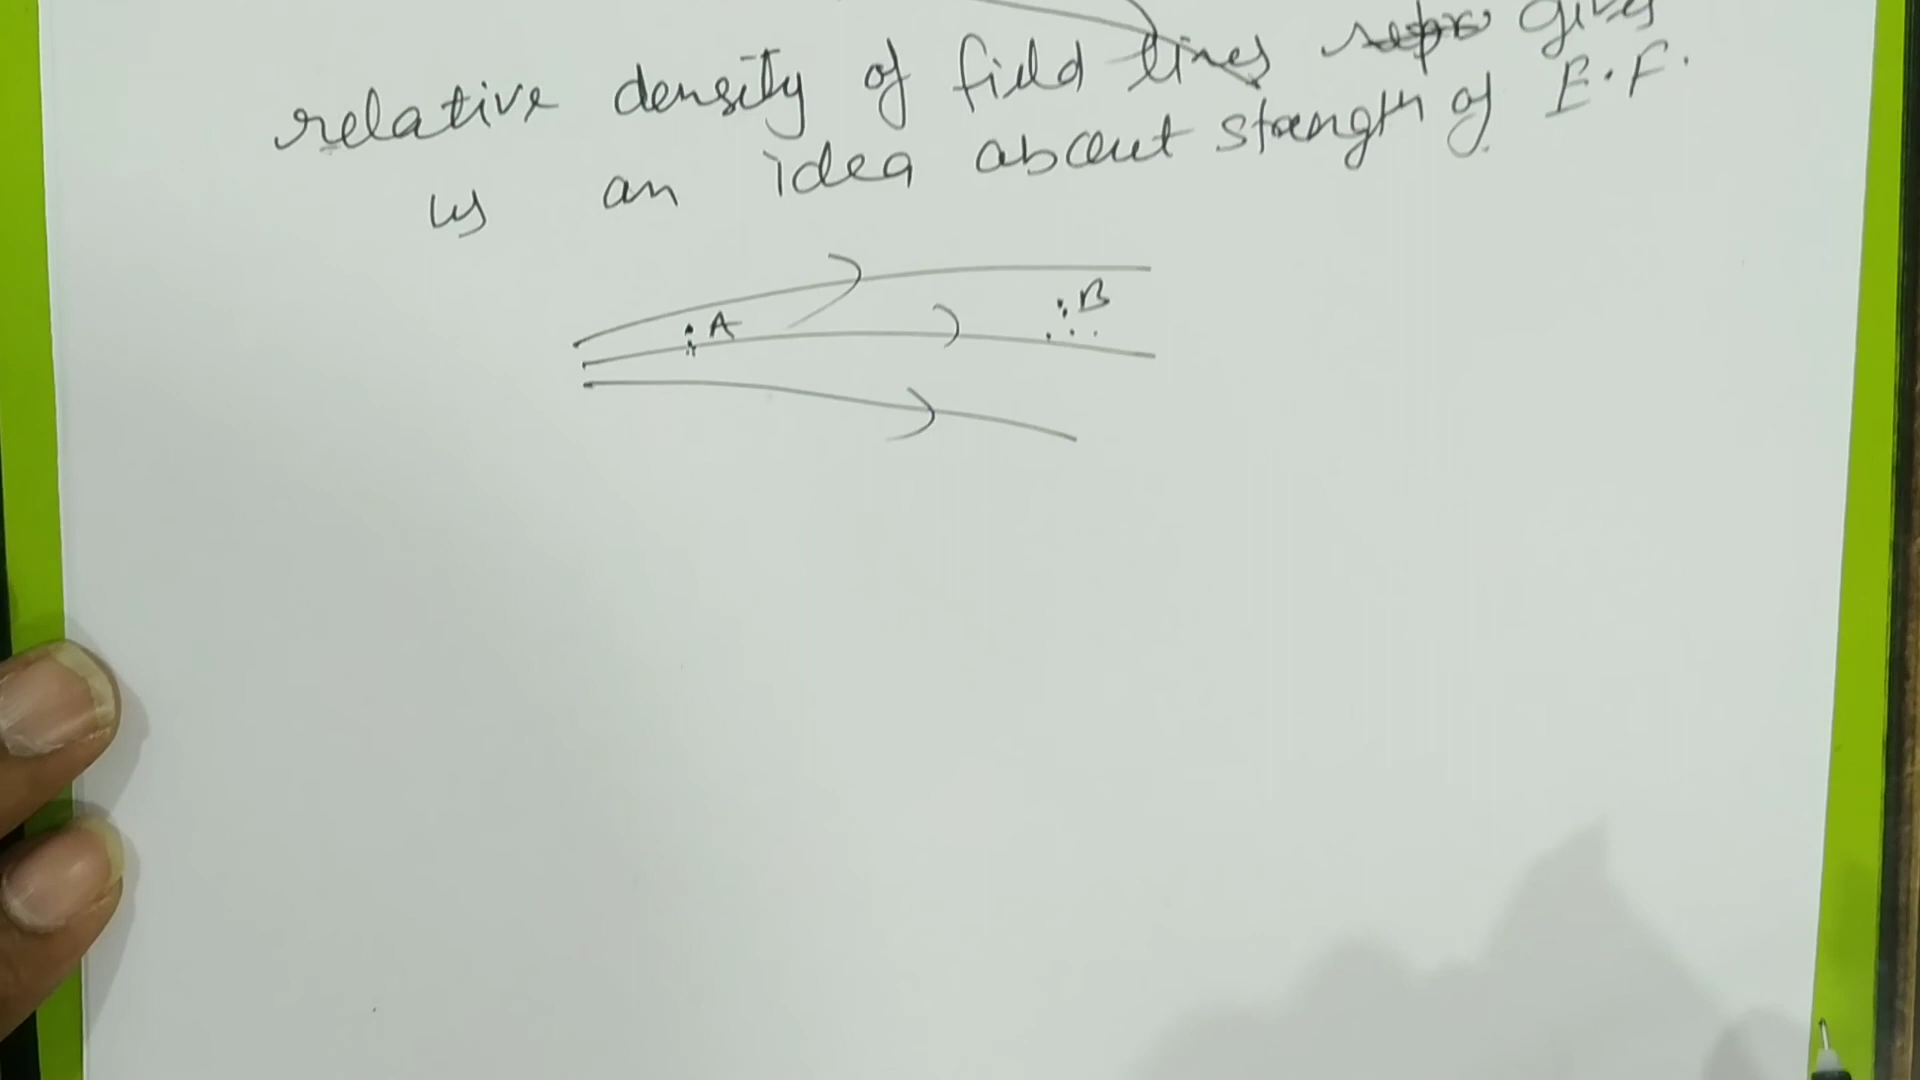 relative density of field lines gives
us an idea about strength of E.F.
A
B